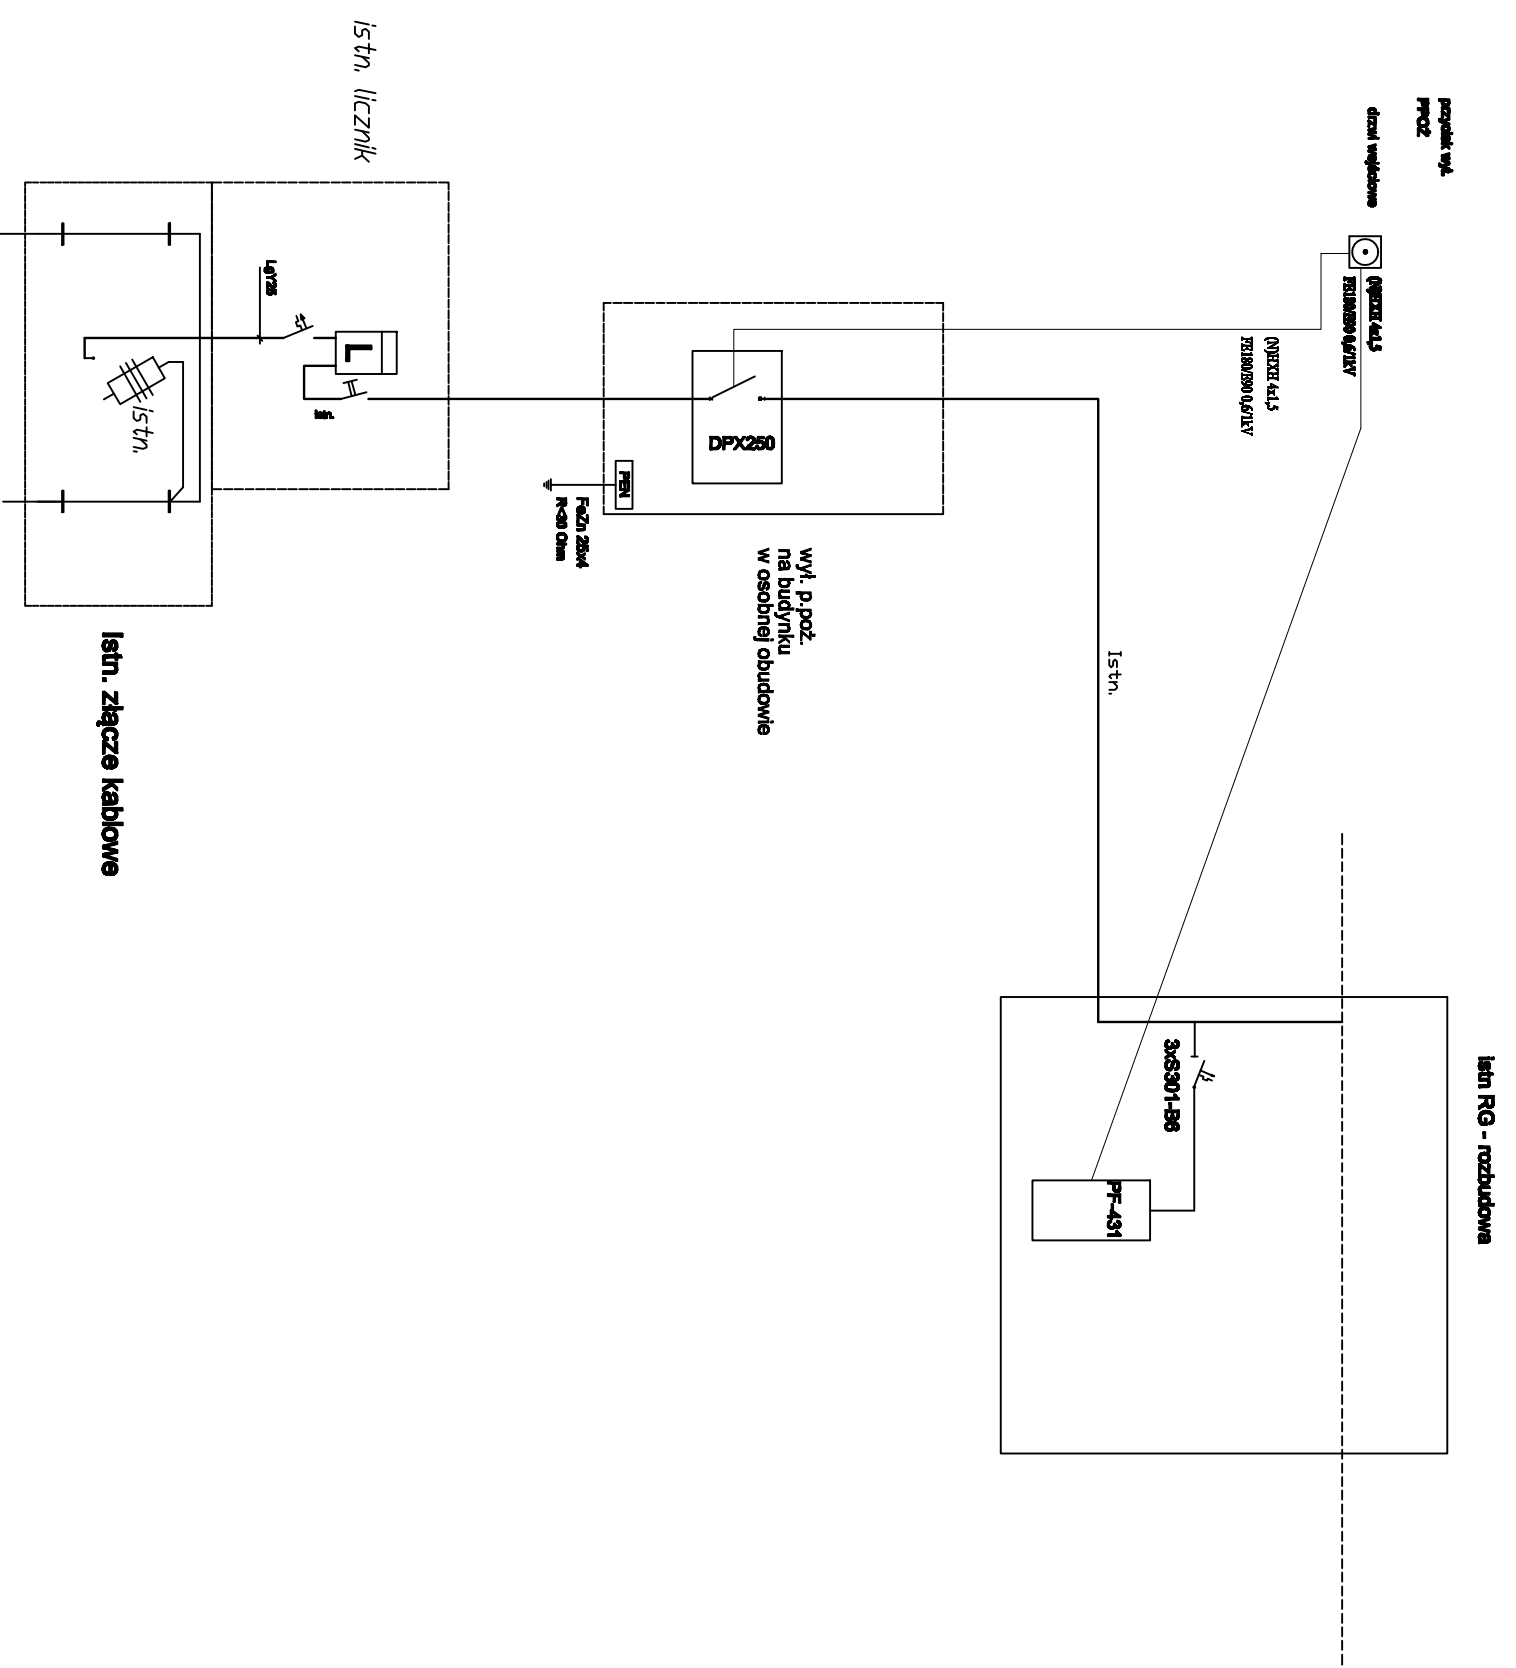 przycisk wył.
PPOŻ
drzwi wejściowe
(N)HXH 4x1,5
FE180/E90 0,6/1kV
(N)HXH 4x1,5
FE180/E90 0,6/1kV
istn. licznik
LgY25
L
istn.
istn.
DPX250
PEN
FeZn 25x4
R<30 Ohm
wył. p.poż.
na budynku
w osobnej obudowie
Istn.
istn. złącze kablowe
istn RG - rozbudowa
3xS301-B6
PF-431